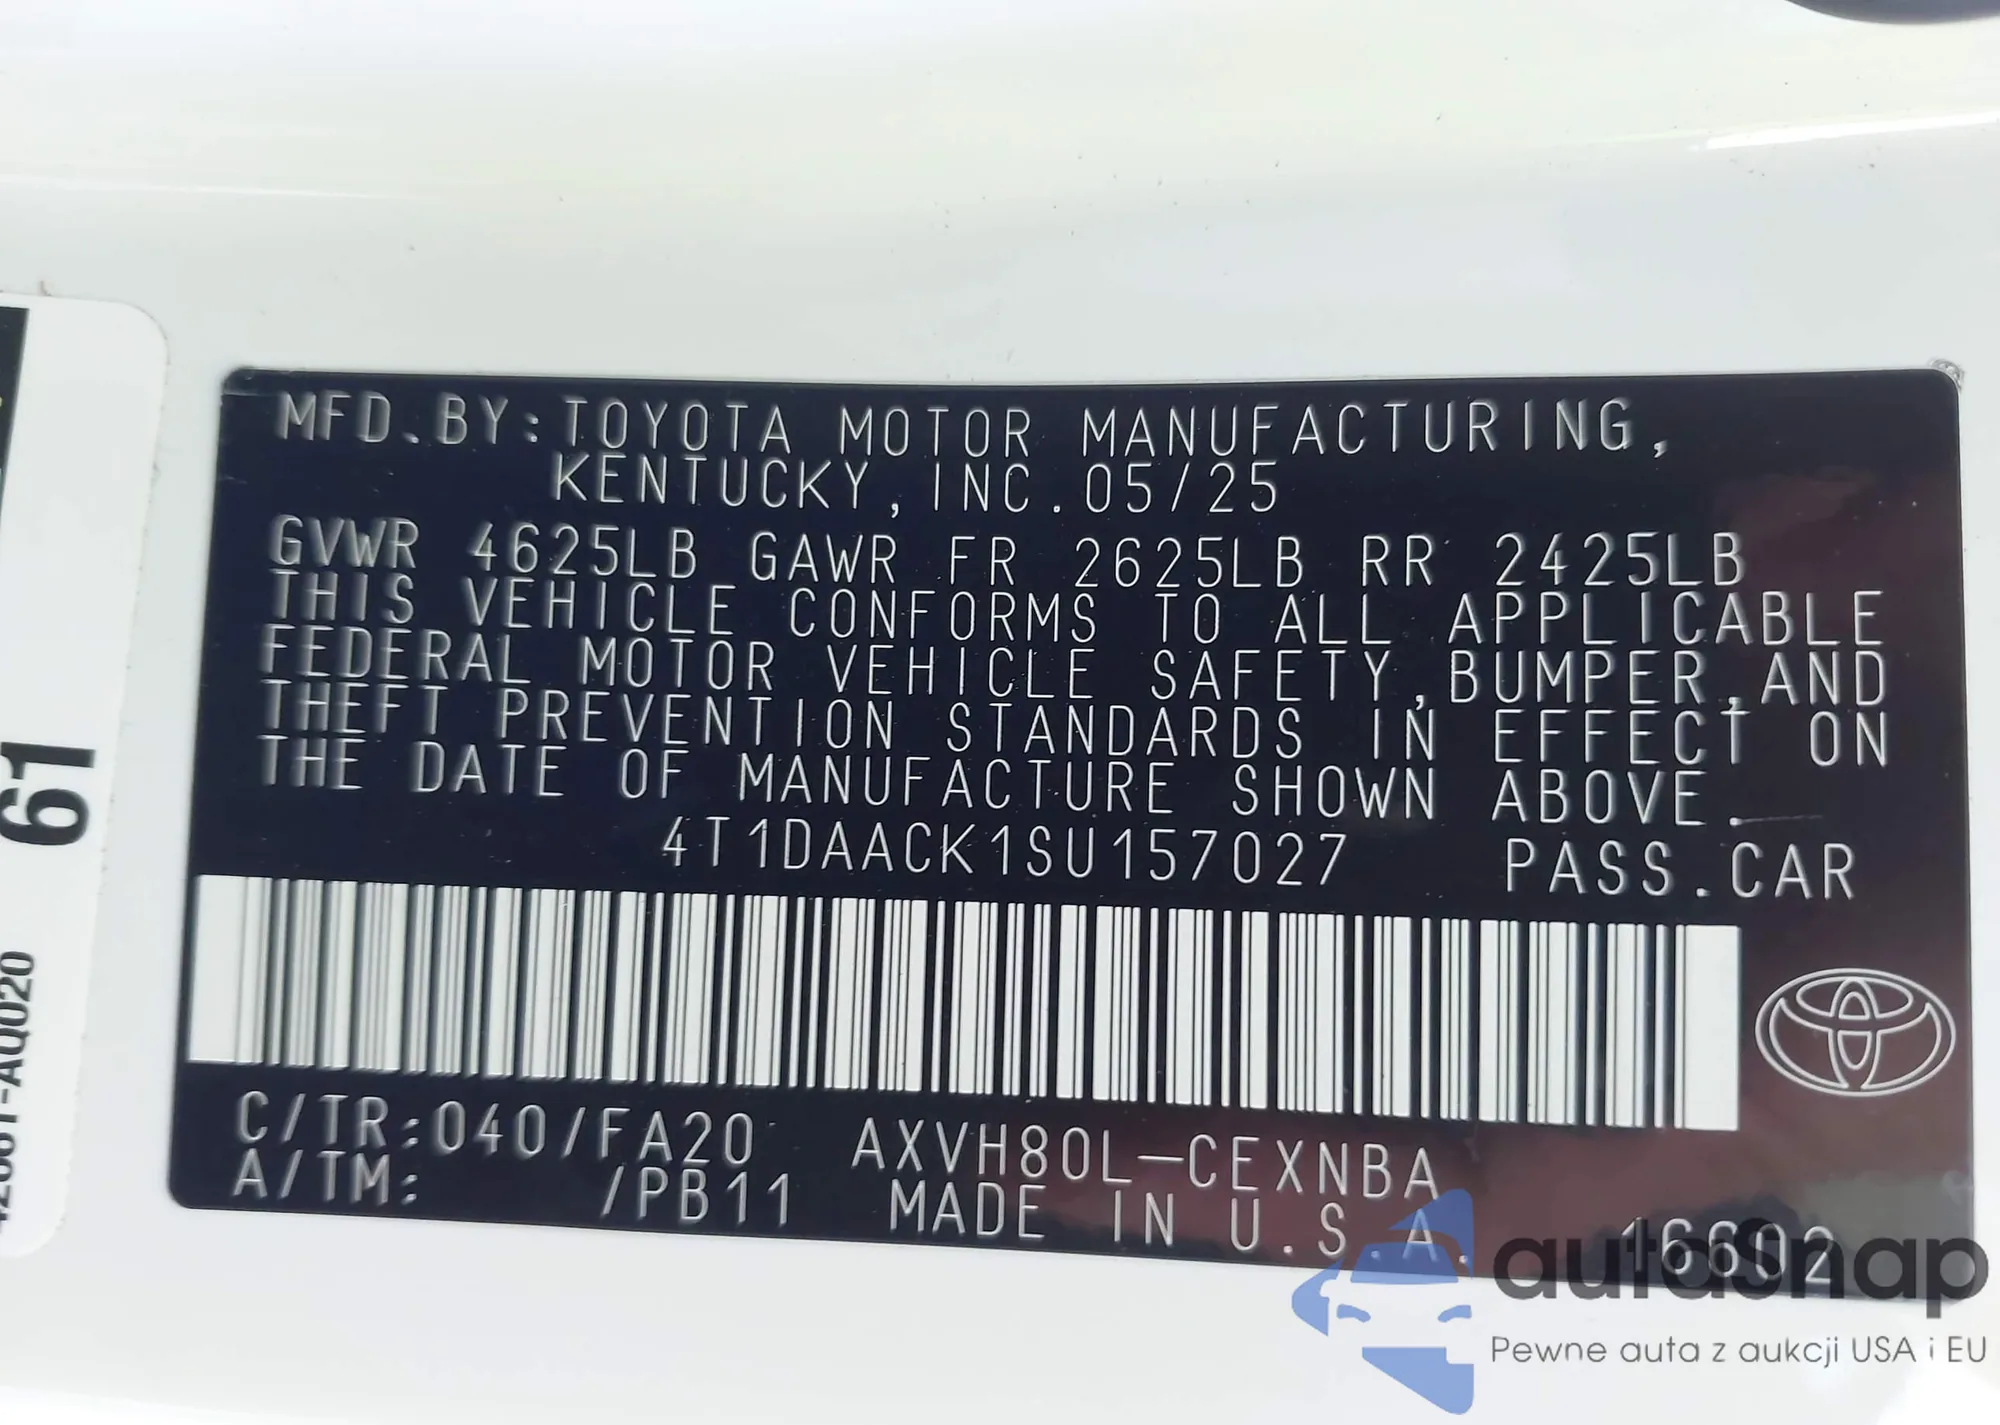 MFD.BY:TOYOTA MOTOR MANUFACTURING,
KENTUCKY,INC.05/25
GVWR 4625LB GAWR FR 2625LB RR 2425LB
THIS VEHICLE CONFORMS TO ALL APPLICABLE
FEDERAL MOTOR VEHICLE SAFETY,BUMPER,AND
THEFT PREVENTION STANDARDS IN EFFECT ON
THE DATE OF MANUFACTURE SHOWN ABOVE.
4T1DAACK1SU157027 PASS.CAR
C/TR:040/FA20 AXVH80L-CEXNBA
A/TM: /PB11 MADE IN U.S.A. 16602
61
autosnap
Pewne auta z aukcji USA i EU